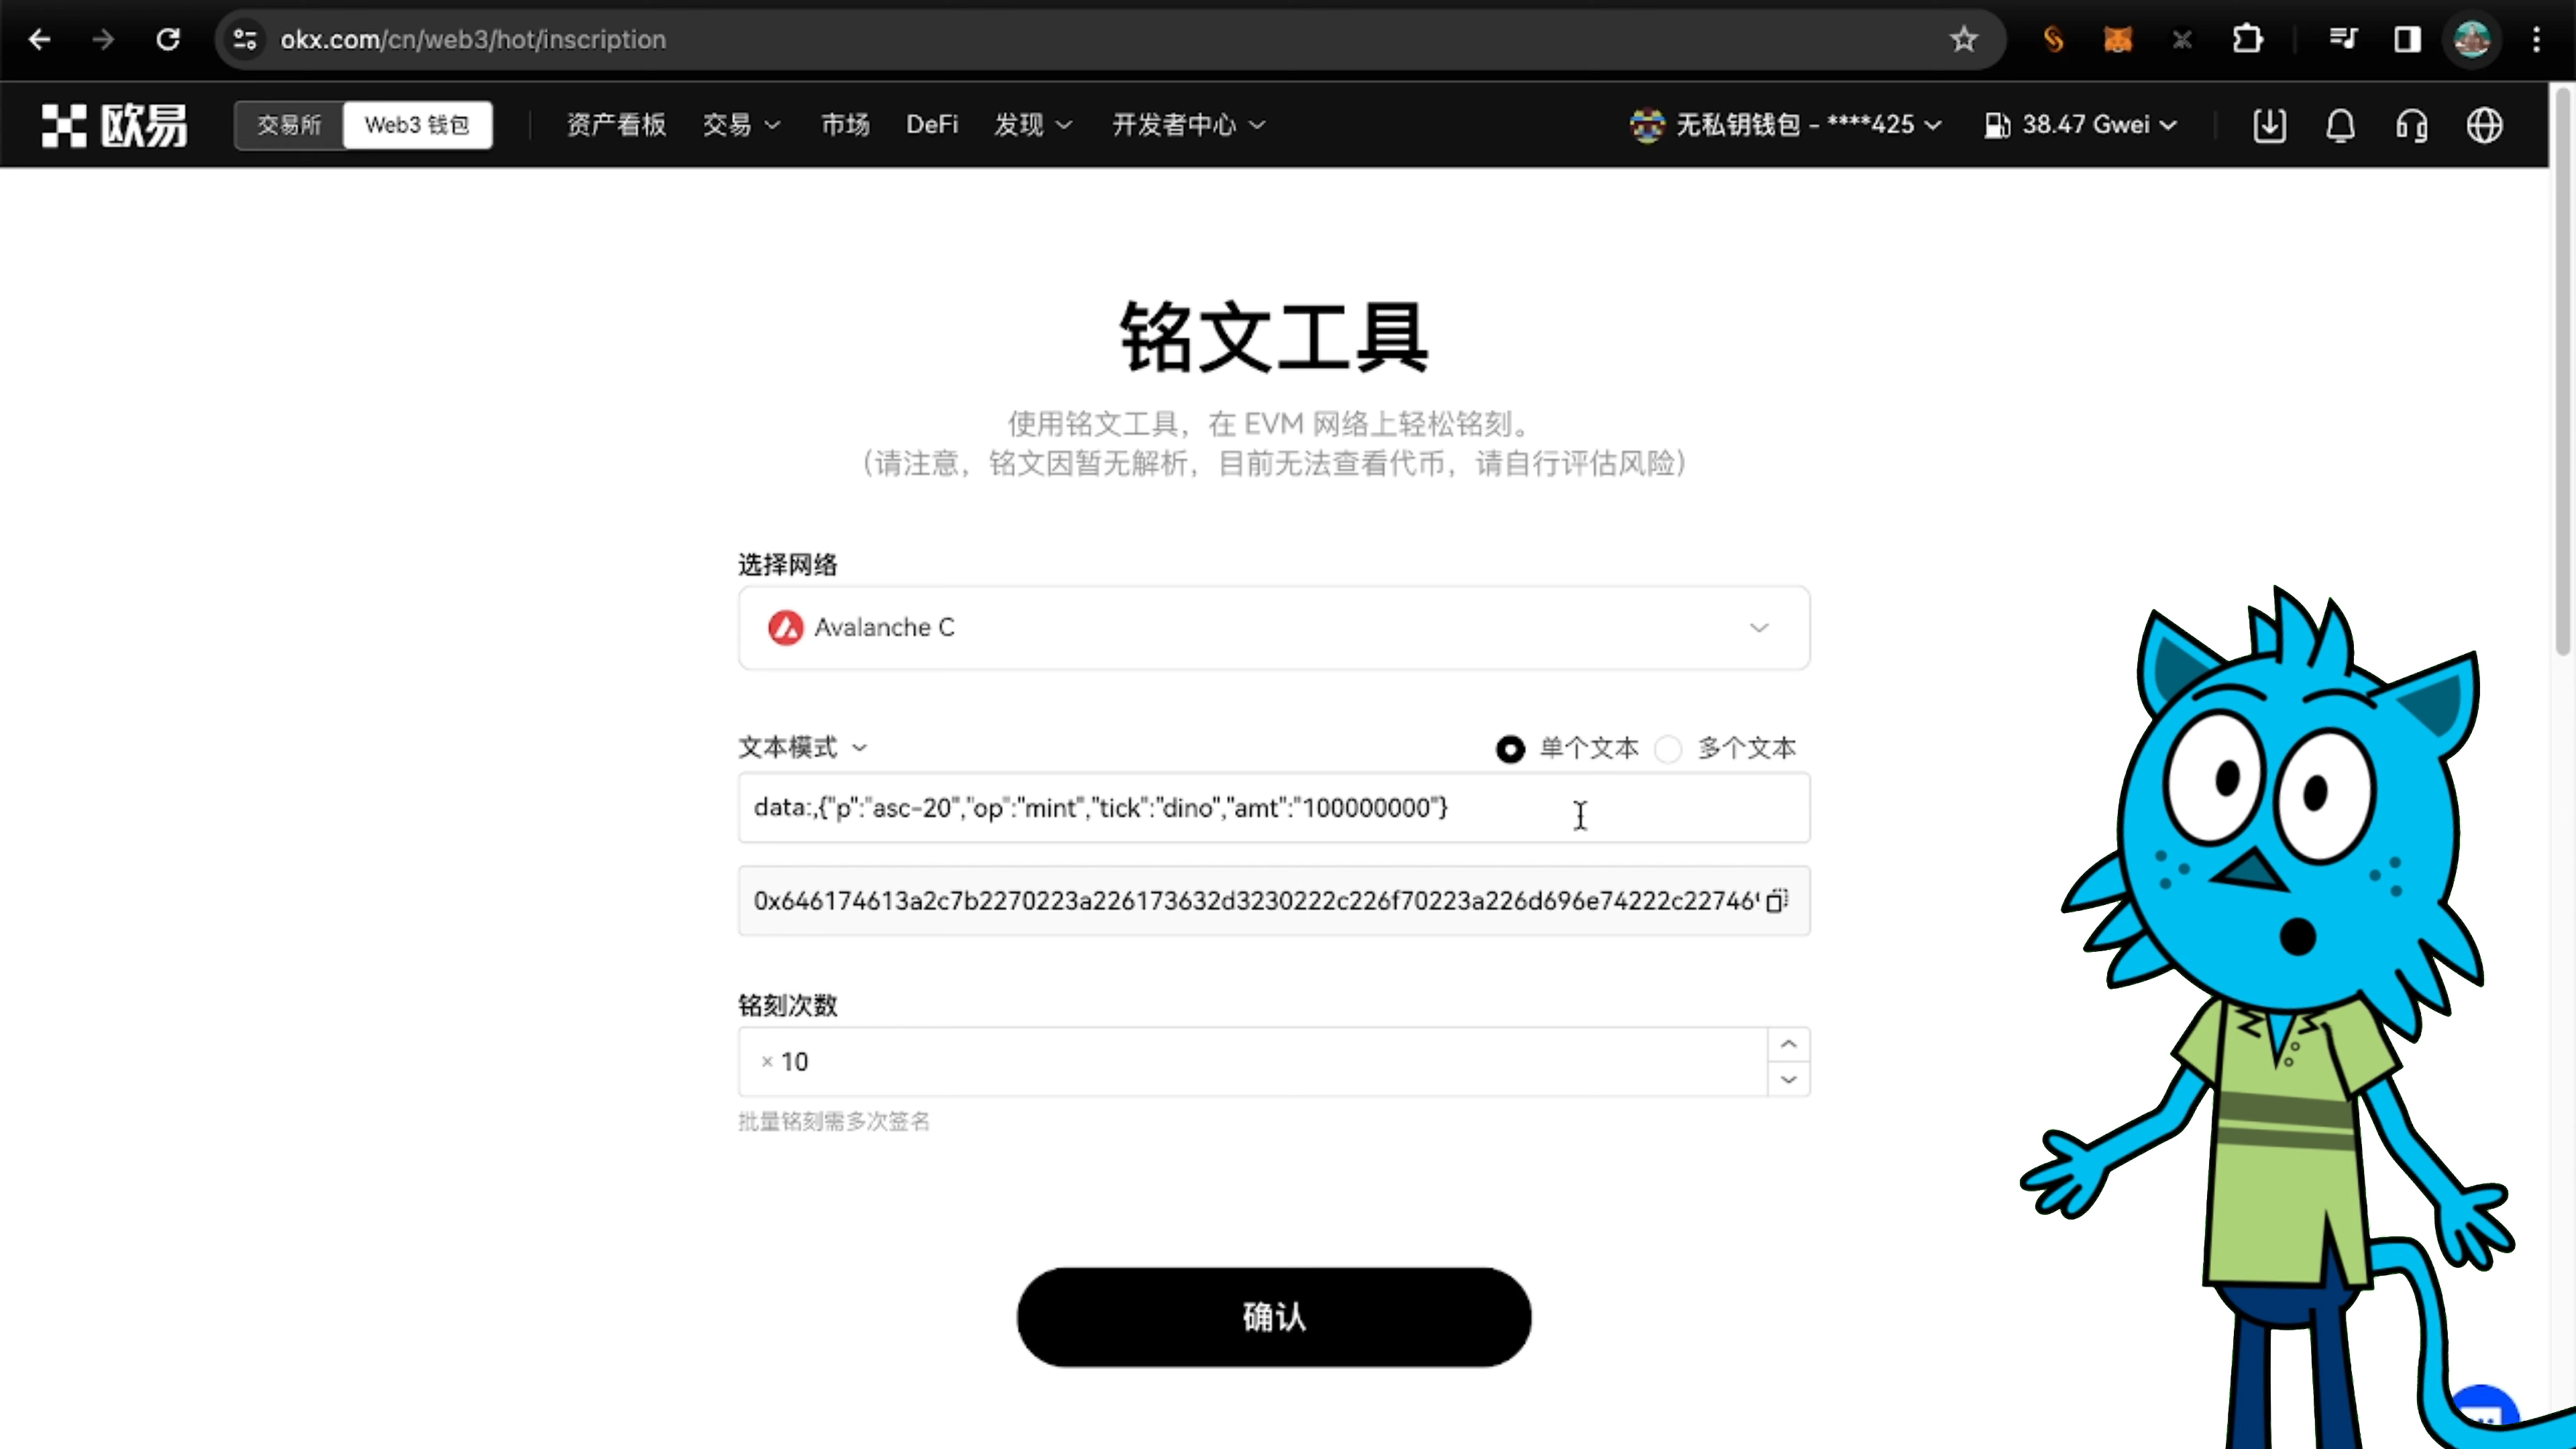 okx.com/cn/web3/hot/inscription
欧易 交易所 Web3 钱包 资产看板 交易 市场 DeFi 发现 开发者中心 无私钥钱包 - ****425 38.47 Gwei
铭文工具
使用铭文工具，在 EVM 网络上轻松铭刻。
（请注意，铭文因暂无解析，目前无法查看代币，请自行评估风险）
选择网络
Avalanche C
文本模式 单个文本 多个文本
data:,{"p":"asc-20","op":"mint","tick":"dino","amt":"100000000"}
0x646174613a2c7b2270223a226173632d3230222c226f70223a226d696e74222c227469
铭刻次数
× 10
批量铭刻需多次签名
确认